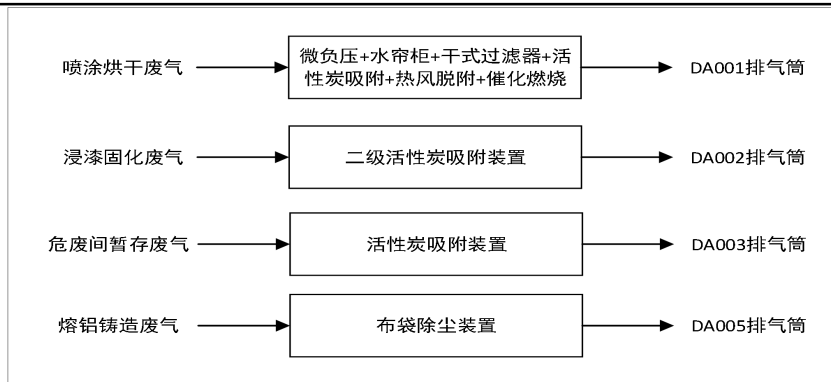 喷涂烘干废气
微负压+水帘柜+干式过滤器+活
性炭吸附+热风脱附+催化燃烧
DA001排气筒
浸漆固化废气
二级活性炭吸附装置
DA002排气筒
危废间暂存废气
活性炭吸附装置
DA003排气筒
熔铝铸造废气
布袋除尘装置
DA005排气筒